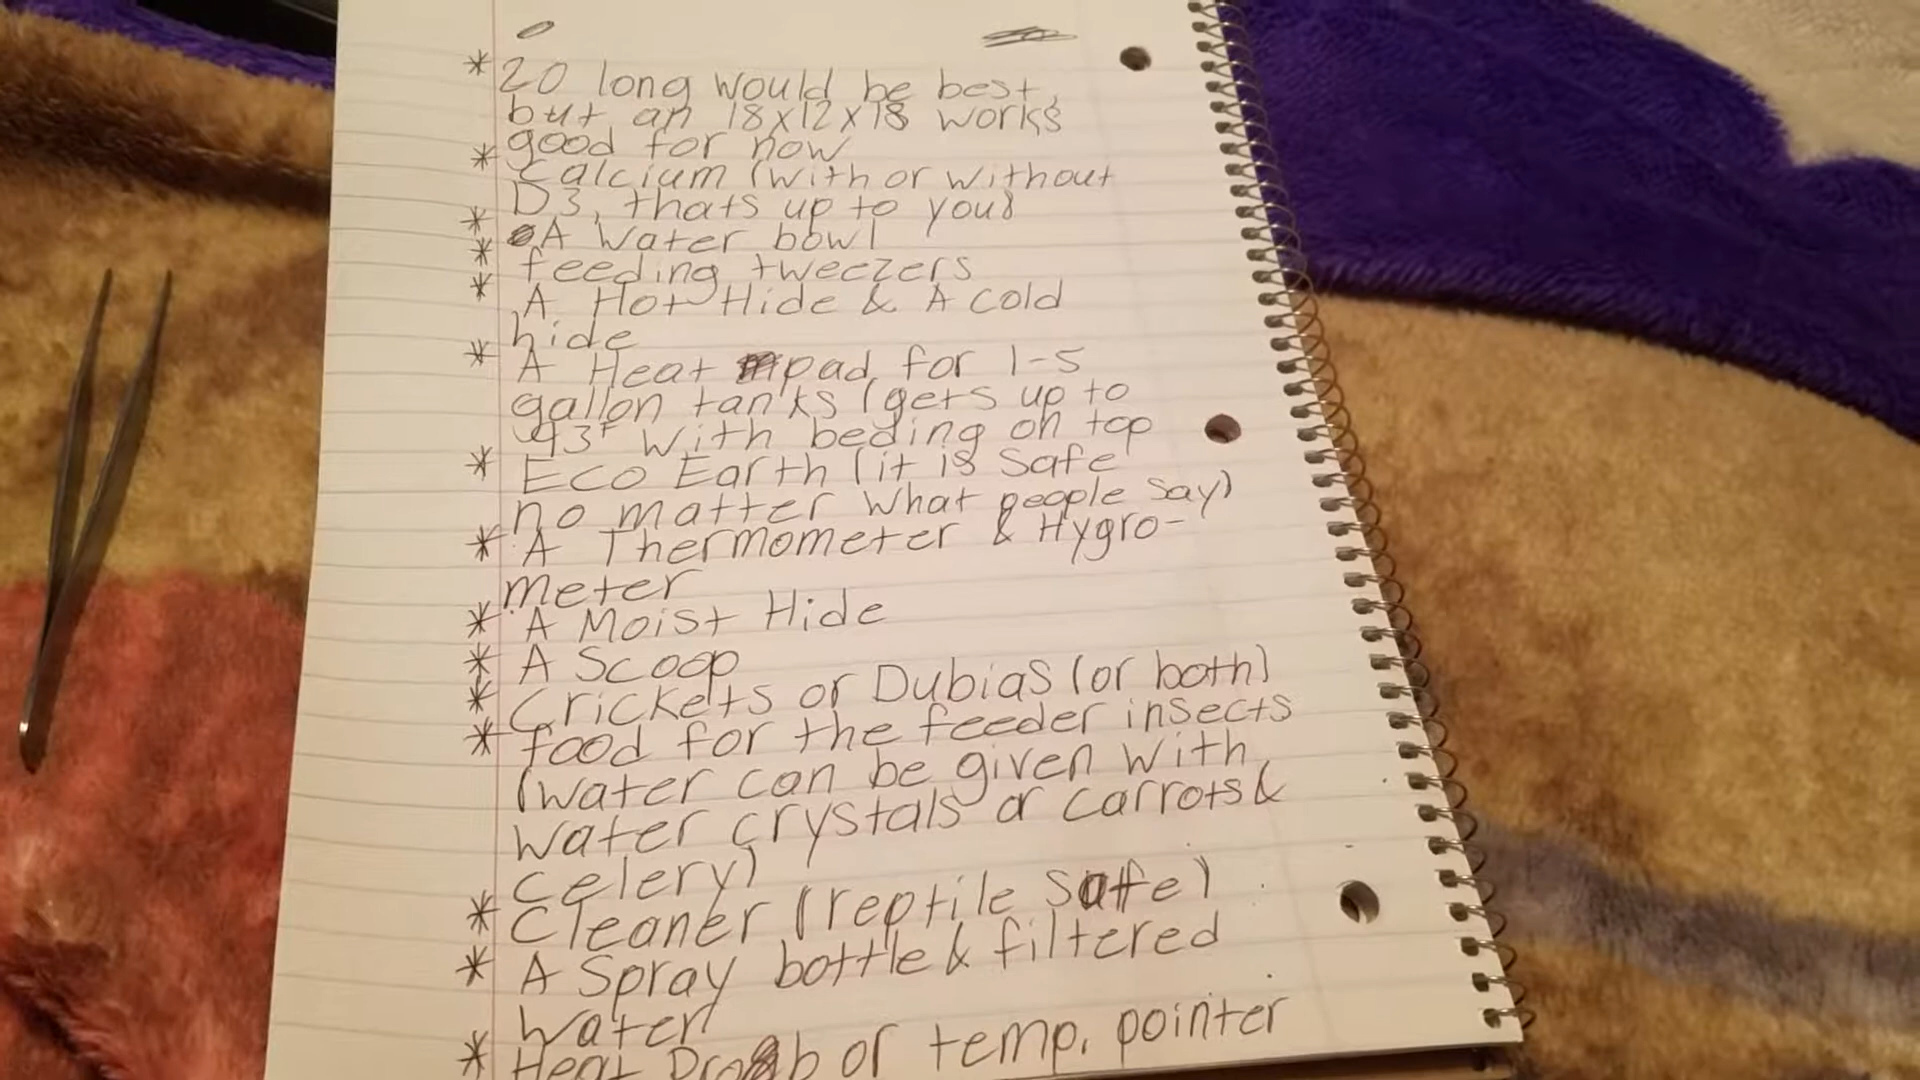 * 20 long would be best,
but an 18x12x18 works
good for now
* Calcium (with or without
D3, thats up to you)
* A Water bowl
* feeding tweezers
* A Hot Hide & A cold
hide
* A Heat pad, for 1-5
gallon tanks (gets up to
93F with beding on top
* Eco Earth (it is safe
no matter what people say)
* A Thermometer & Hygro-
meter
* A Moist Hide
* A Scoop
* Crickets or Dubias (or both)
* food for the feeder insects
(water can be given with
water crystals or carrots &
celery)
* Cleaner (reptile safe)
* A Spray bottle & filtered
Water
* Heat Prob or temp. pointer